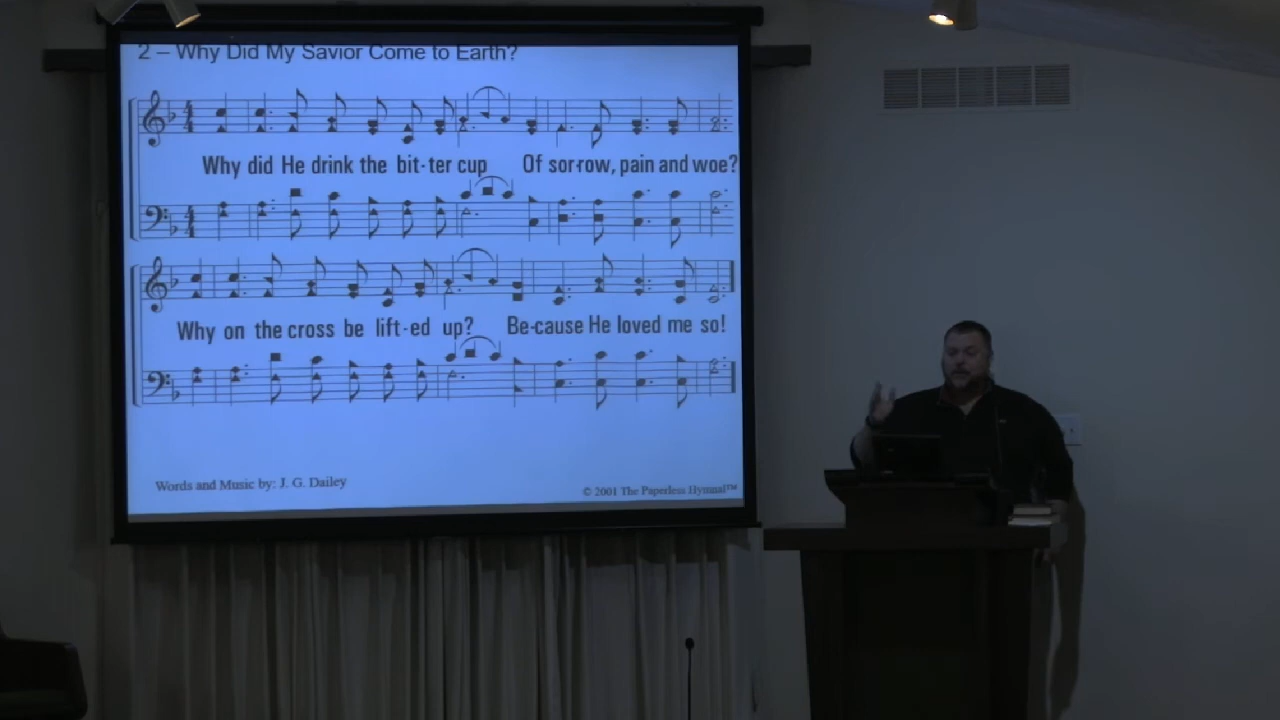 2 – Why Did My Savior Come to Earth?
Why did He drink the bit-ter cup Of sor-row, pain and woe?
Why on the cross be lift-ed up? Be-cause He loved me so!
Words and Music by: J. G. Dailey
© 2001 The Paperless Hymnal™